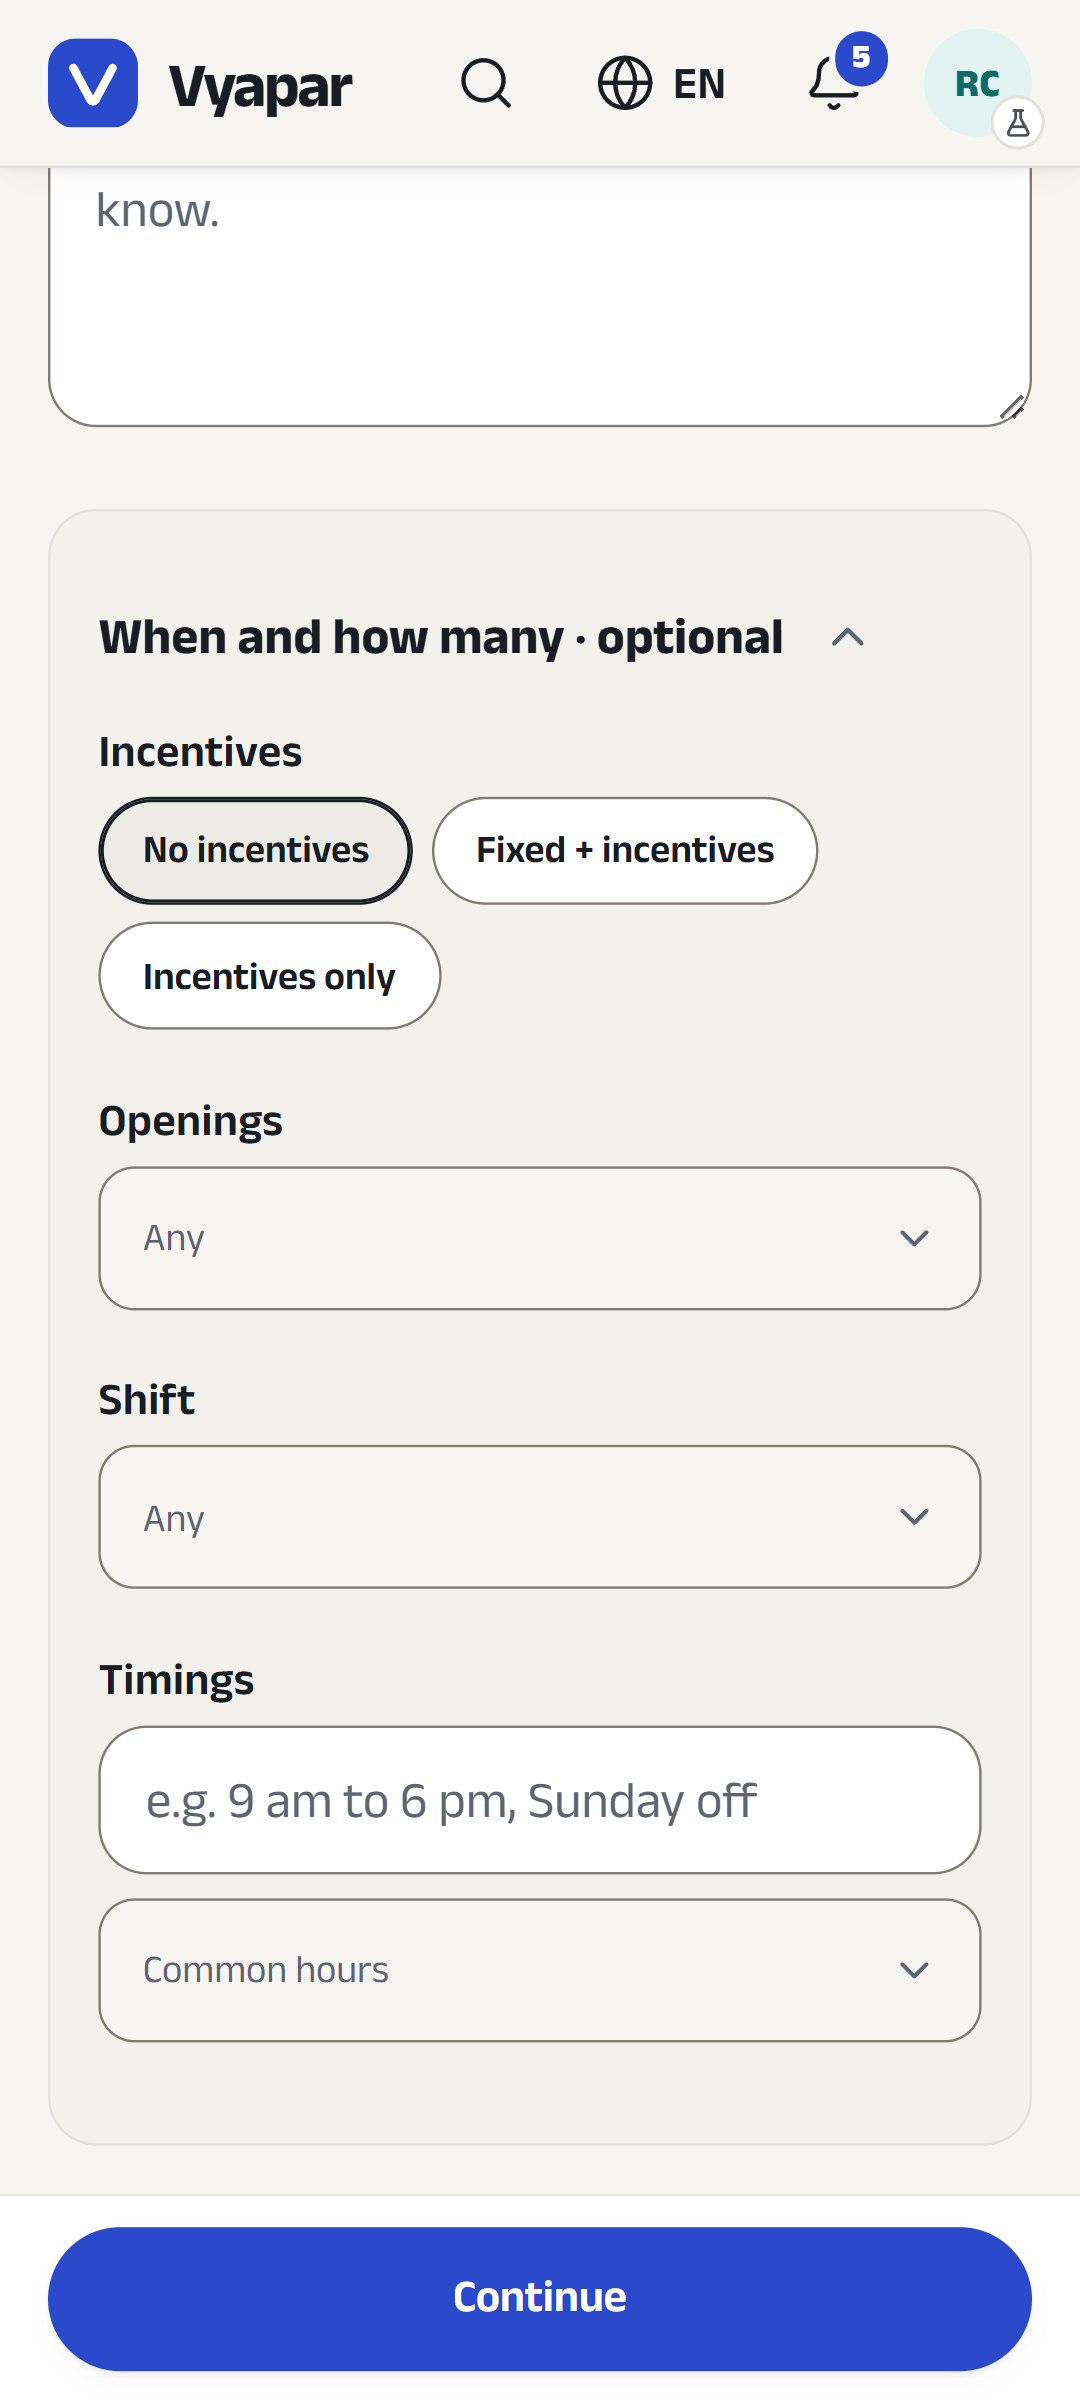 Vyapar
EN
5
RC
know.
When and how many · optional
Incentives
No incentives
Fixed + incentives
Incentives only
Openings
Any
Shift
Any
Timings
e.g. 9 am to 6 pm, Sunday off
Common hours
Continue